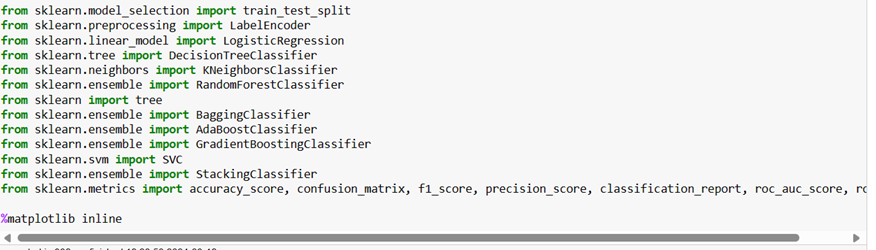 from sklearn.model_selection import train_test_split
from sklearn.preprocessing import LabelEncoder
from sklearn.linear_model import LogisticRegression
from sklearn.tree import DecisionTreeClassifier
from sklearn.neighbors import KNeighborsClassifier
from sklearn.ensemble import RandomForestClassifier
from sklearn import tree
from sklearn.ensemble import BaggingClassifier
from sklearn.ensemble import AdaBoostClassifier
from sklearn.ensemble import GradientBoostingClassifier
from sklearn.svm import SVC
from sklearn.ensemble import StackingClassifier
from sklearn.metrics import accuracy_score, confusion_matrix, f1_score, precision_score, classification_report, roc_auc_score,
%matplotlib inline